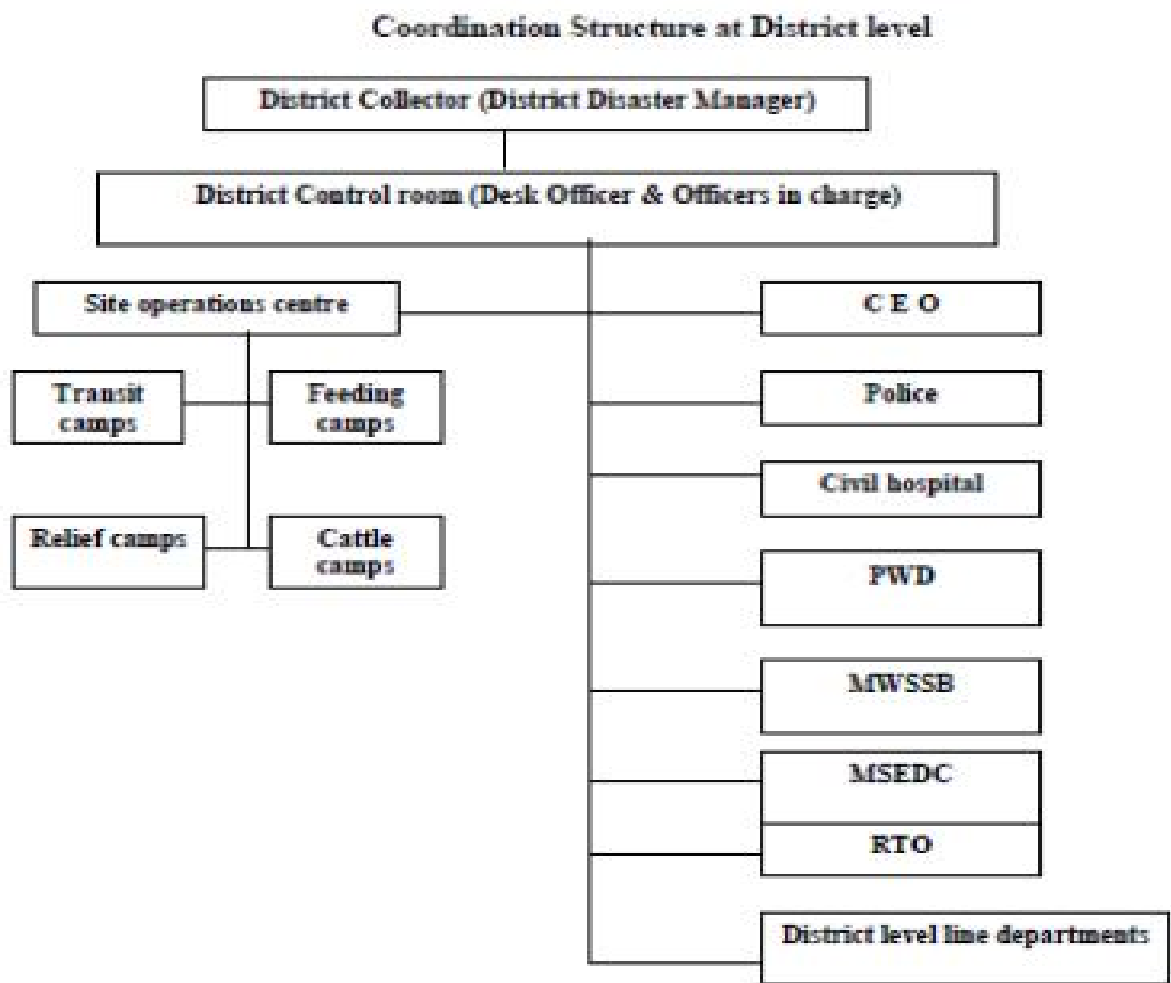 Coordination Structure at District level
District Collector (District Disaster Manager)
District Control room (Desk Officer & Officers in charge)
Site operations centre
C E O
Transit
camps
Feeding
camps
Police
Civil hospital
Relief camps
Cattle
camps
PWD
MWSSB
MSEDC
RTO
District level line departments